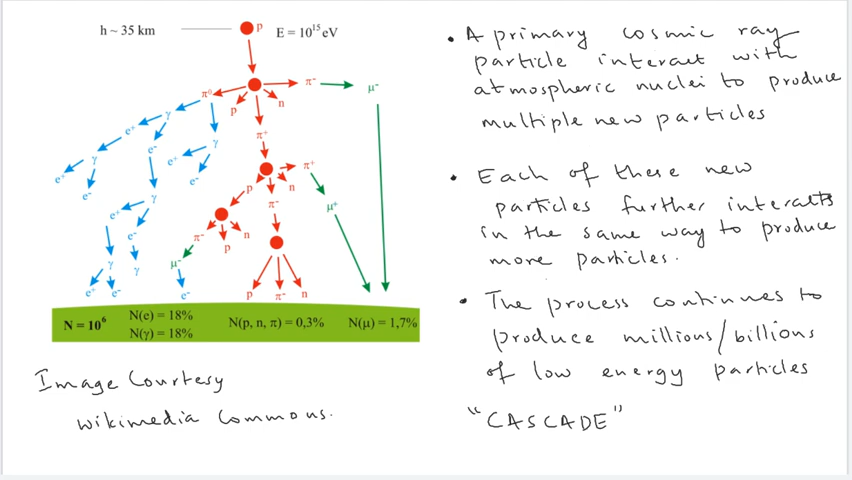 h ~ 35 km
p
E = 10¹⁵ eV
π⁰
π⁻
μ⁻
p
n
γ
e⁺
π⁺
γ
e⁻
γ
e⁺
e⁻
π⁺
e⁺
e⁻
γ
p
n
π⁻
μ⁺
e⁺
e⁻
π⁻
n
p
μ⁻
γ
γ
e⁺
e⁻
e⁻
p
π⁻
n
N = 10⁶
N(e) = 18%
N(γ) = 18%
N(p, n, π) = 0,3%
N(μ) = 1,7%
Image Courtesy
wikimedia commons.
• A primary cosmic ray
particle interact with
atmospheric nuclei to produce
multiple new particles
• Each of these new
particles further interacts
in the same way to produce
more particles.
• The process continues to
produce millions/billions
of low energy particles
"CASCADE"